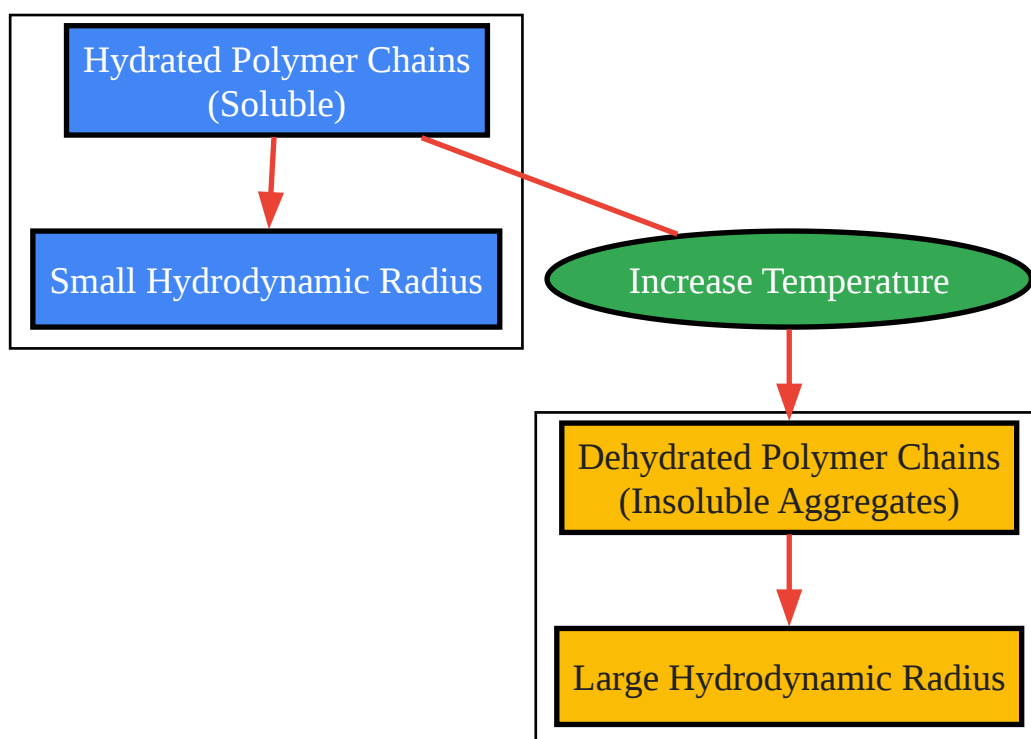 Hydrated Polymer Chains
(Soluble)
Small Hydrodynamic Radius
Increase Temperature
Dehydrated Polymer Chains
(Insoluble Aggregates)
Large Hydrodynamic Radius